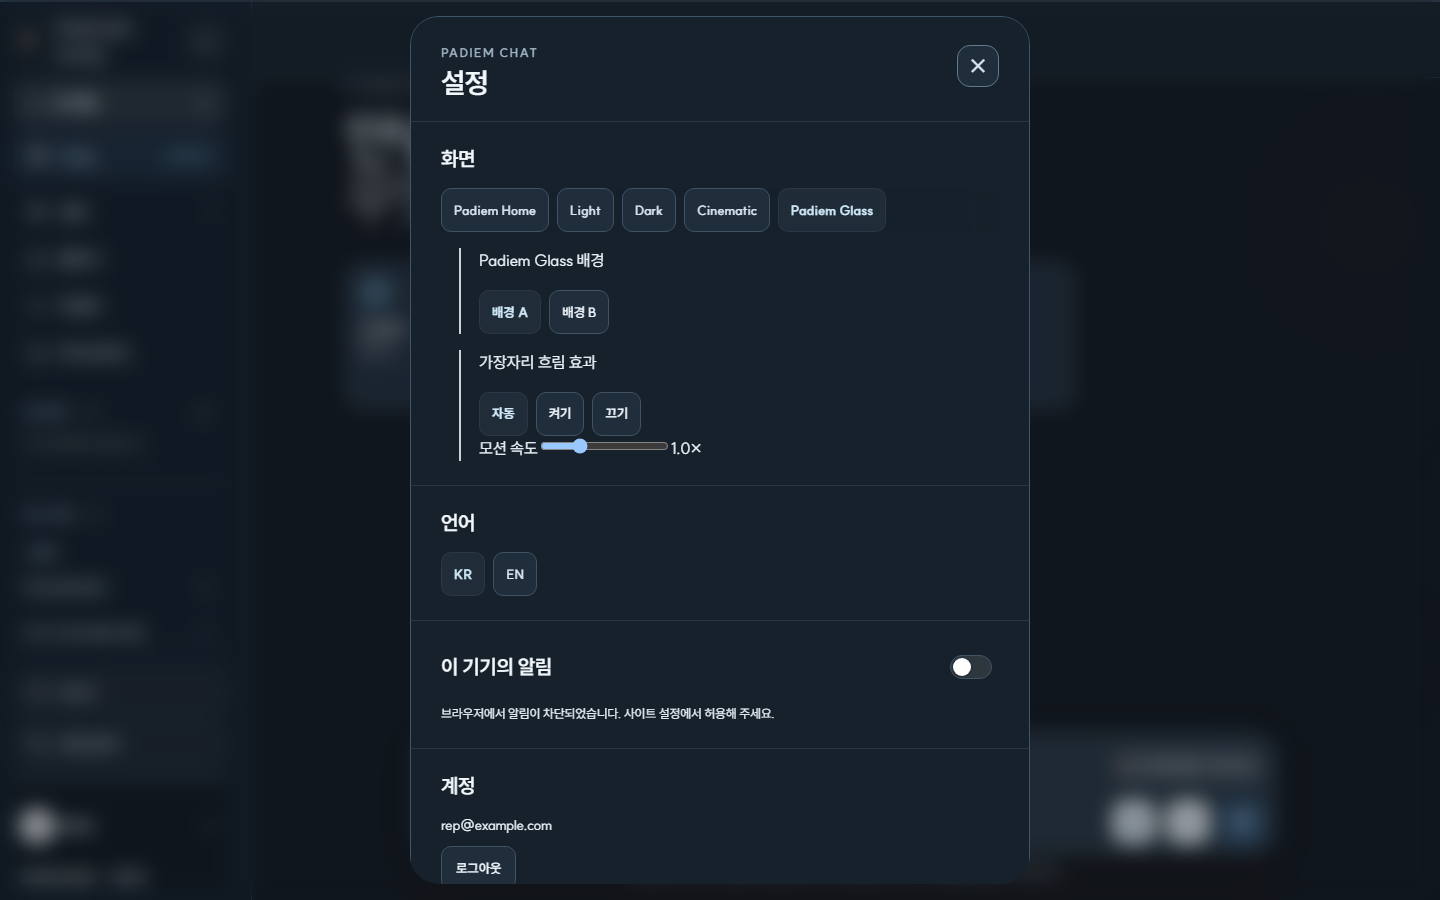 PADIEM CHAT
설정
화면
Padiem Home
Light
Dark
Cinematic
Padiem Glass
Padiem Glass 배경
배경 A
배경 B
가장자리 흐림 효과
자동
켜기
끄기
모션 속도 1.0×
언어
KR
EN
이 기기의 알림
브라우저에서 알림이 차단되었습니다. 사이트 설정에서 허용해 주세요.
계정
rep@example.com
로그아웃